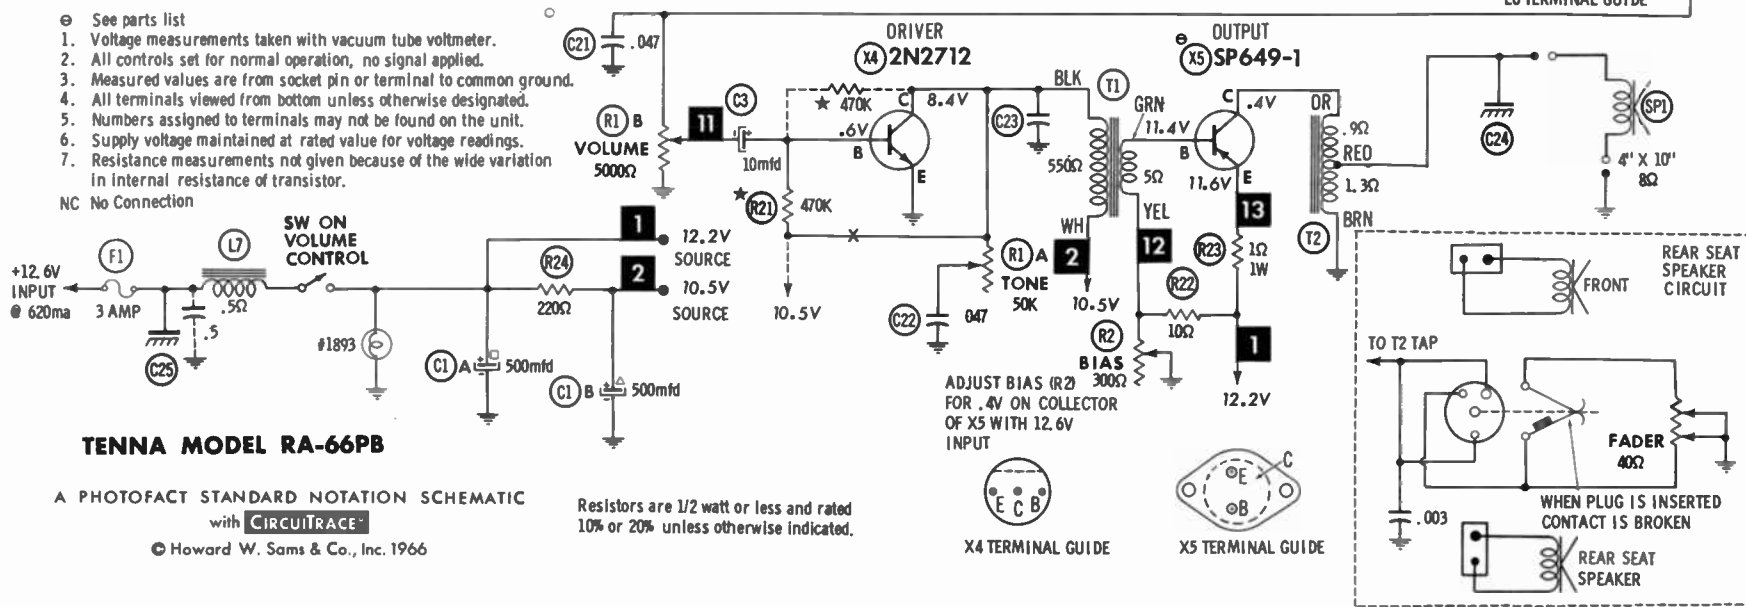 LO TERMINAL GUIDE
⊖ See parts list
1. Voltage measurements taken with vacuum tube voltmeter.
2. All controls set for normal operation, no signal applied.
3. Measured values are from socket pin or terminal to common ground.
4. All terminals viewed from bottom unless otherwise designated.
5. Numbers assigned to terminals may not be found on the unit.
6. Supply voltage maintained at rated value for voltage readings.
7. Resistance measurements not given because of the wide variation
in internal resistance of transistor.
NC No Connection
C21 .047
R1 B
VOLUME
5000Ω
11
C3
10mfd
DRIVER
X4 2N2712
★ 470K
C 8.4V
.6V
B
E
★ R21 470K
X
10.5V
C23
BLK
T1
550Ω
GRN
11.4V
5Ω
WH
2
10.5V
YEL
12
⊖ OUTPUT
X5 SP649-1
C .4V
B
11.6V E
13
R23 1Ω
1W
R22
10Ω
1
12.2V
R2
BIAS
300Ω
OR
.9Ω
RED
1.3Ω
BRN
T2
C24
SP1
4" X 10"
8Ω
R1 A
TONE
50K
C22 047
ADJUST BIAS (R2)
FOR .4V ON COLLECTOR
OF X5 WITH 12.6V
INPUT
+12.6V
INPUT
@ 620ma
F1
3 AMP
C25
L7
.5Ω
.5
SW ON
VOLUME
CONTROL
#1893
R24
220Ω
1 12.2V
SOURCE
2 10.5V
SOURCE
C1 A 500mfd
C1 B 500mfd
TENNA MODEL RA-66PB
A PHOTOFACT STANDARD NOTATION SCHEMATIC
with CIRCUITRACE
© Howard W. Sams & Co., Inc. 1966
Resistors are 1/2 watt or less and rated
10% or 20% unless otherwise indicated.
E C B
X4 TERMINAL GUIDE
C
E
B
X5 TERMINAL GUIDE
REAR SEAT
SPEAKER
CIRCUIT
FRONT
TO T2 TAP
FADER
40Ω
WHEN PLUG IS INSERTED
CONTACT IS BROKEN
.003
REAR SEAT
SPEAKER